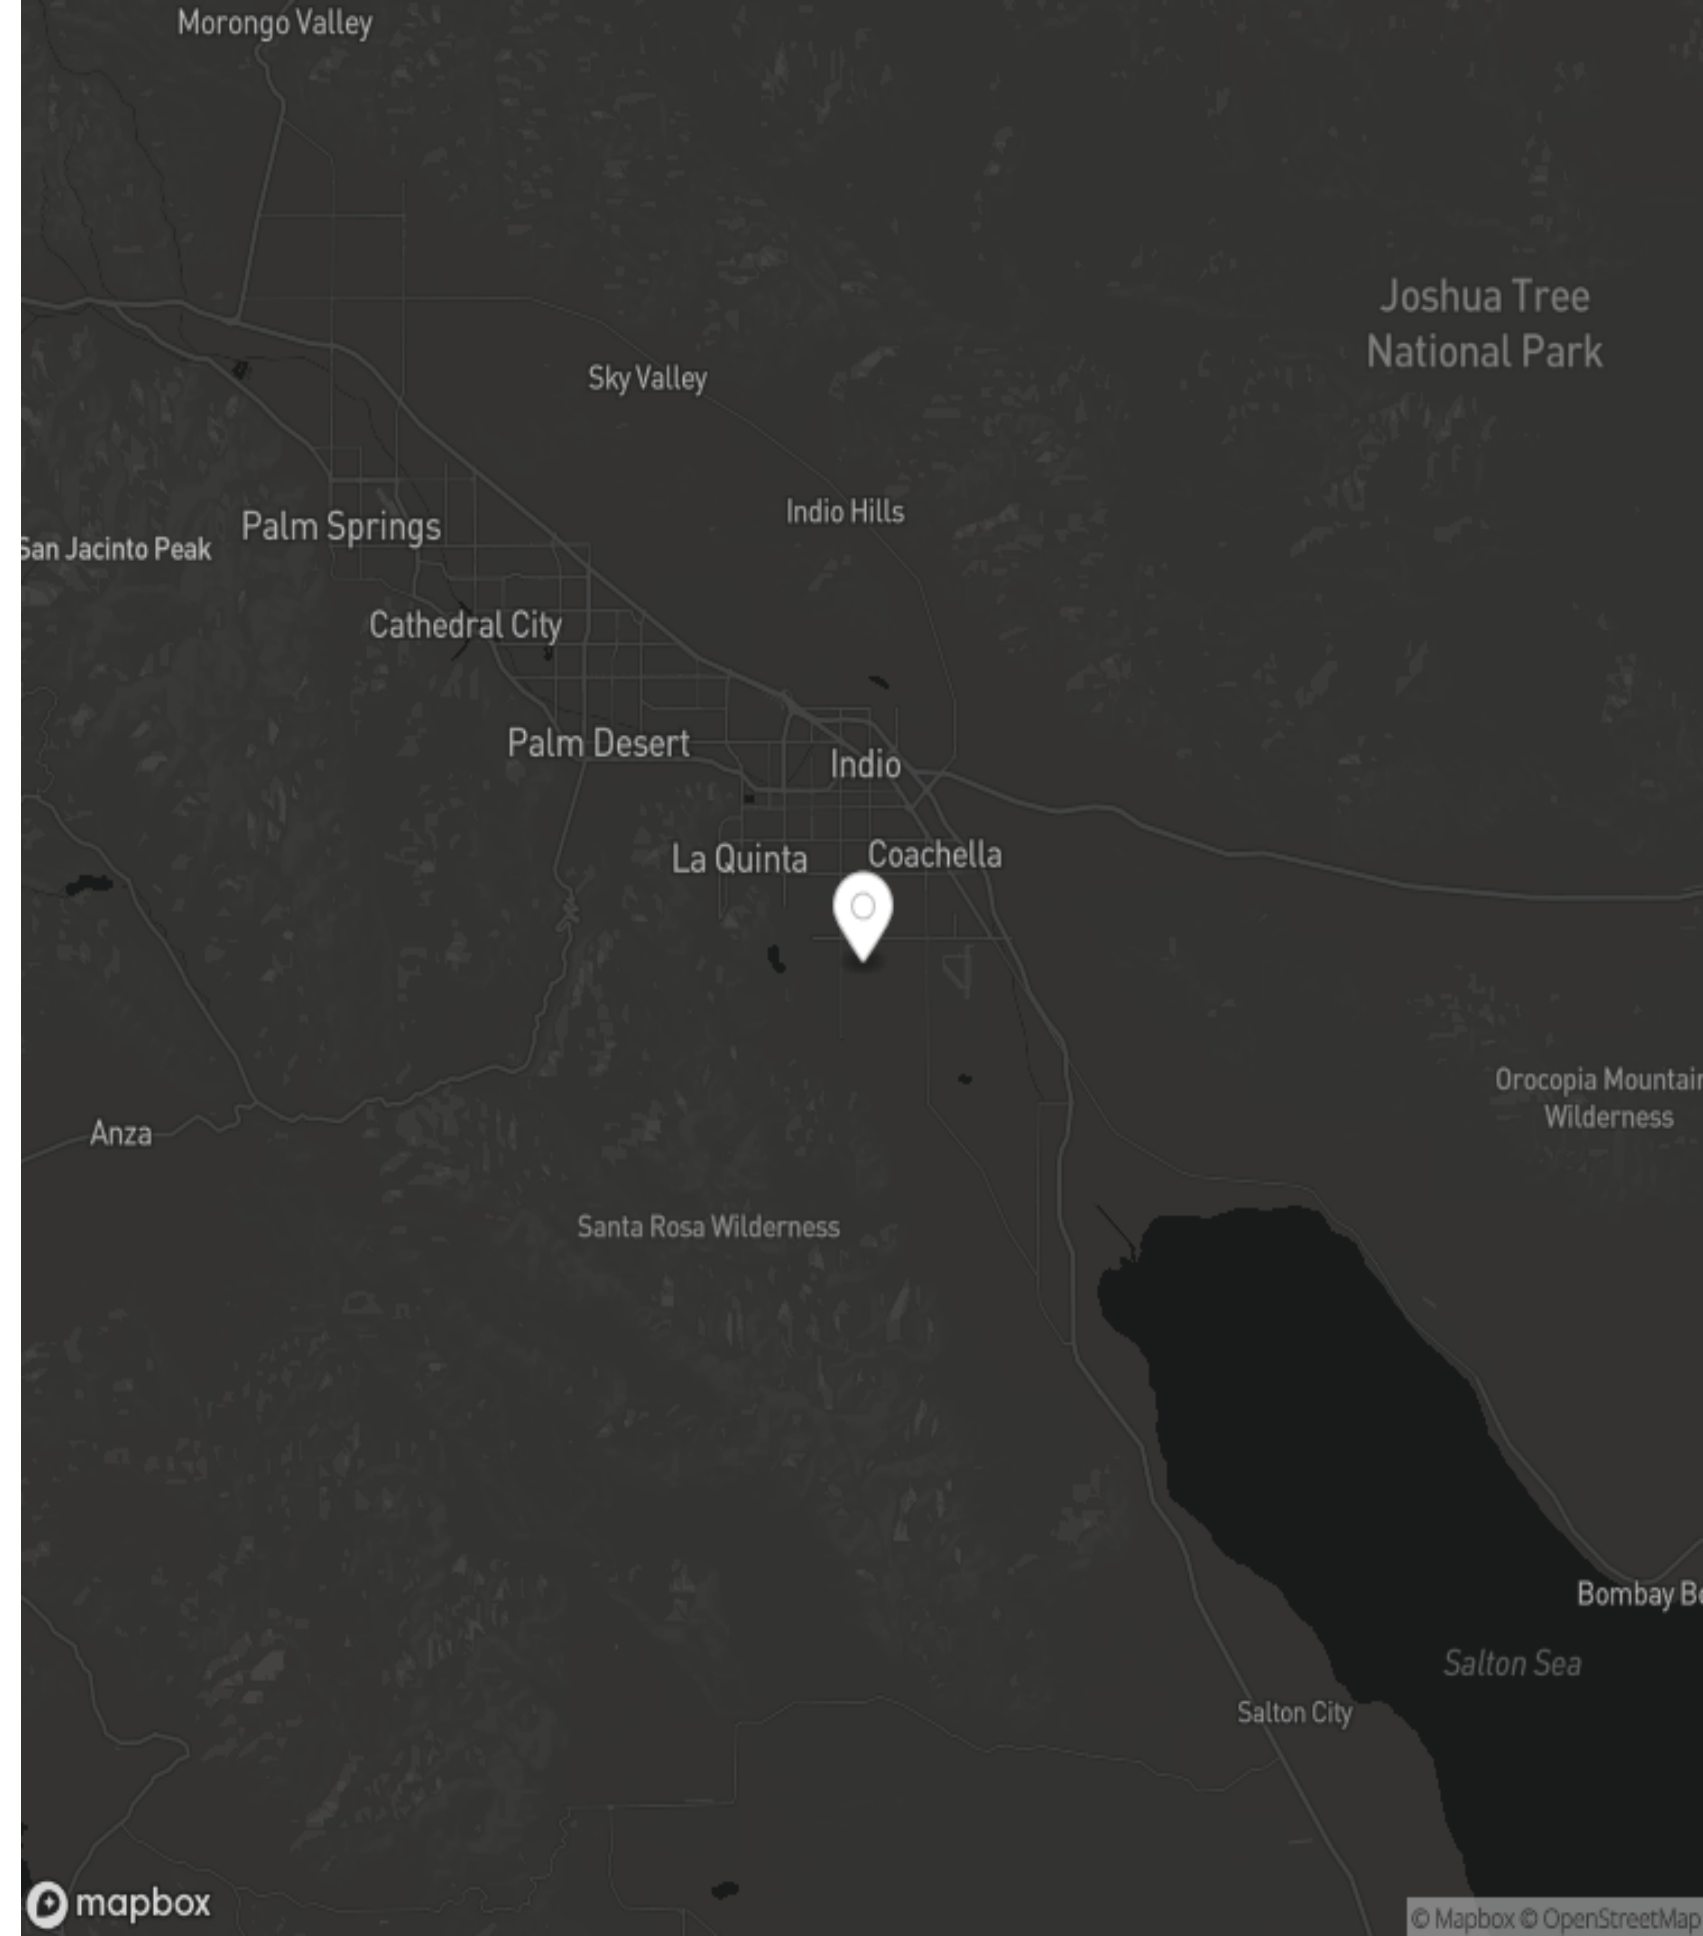 Morongo Valley
Joshua Tree
National Park
Sky Valley
Indio Hills
Palm Springs
San Jacinto Peak
Cathedral City
Palm Desert
Indio
La Quinta
Coachella
Orocopia Mountain
Wilderness
Anza
Santa Rosa Wilderness
Bombay Be
Salton Sea
Salton City
mapbox
© Mapbox © OpenStreetMap